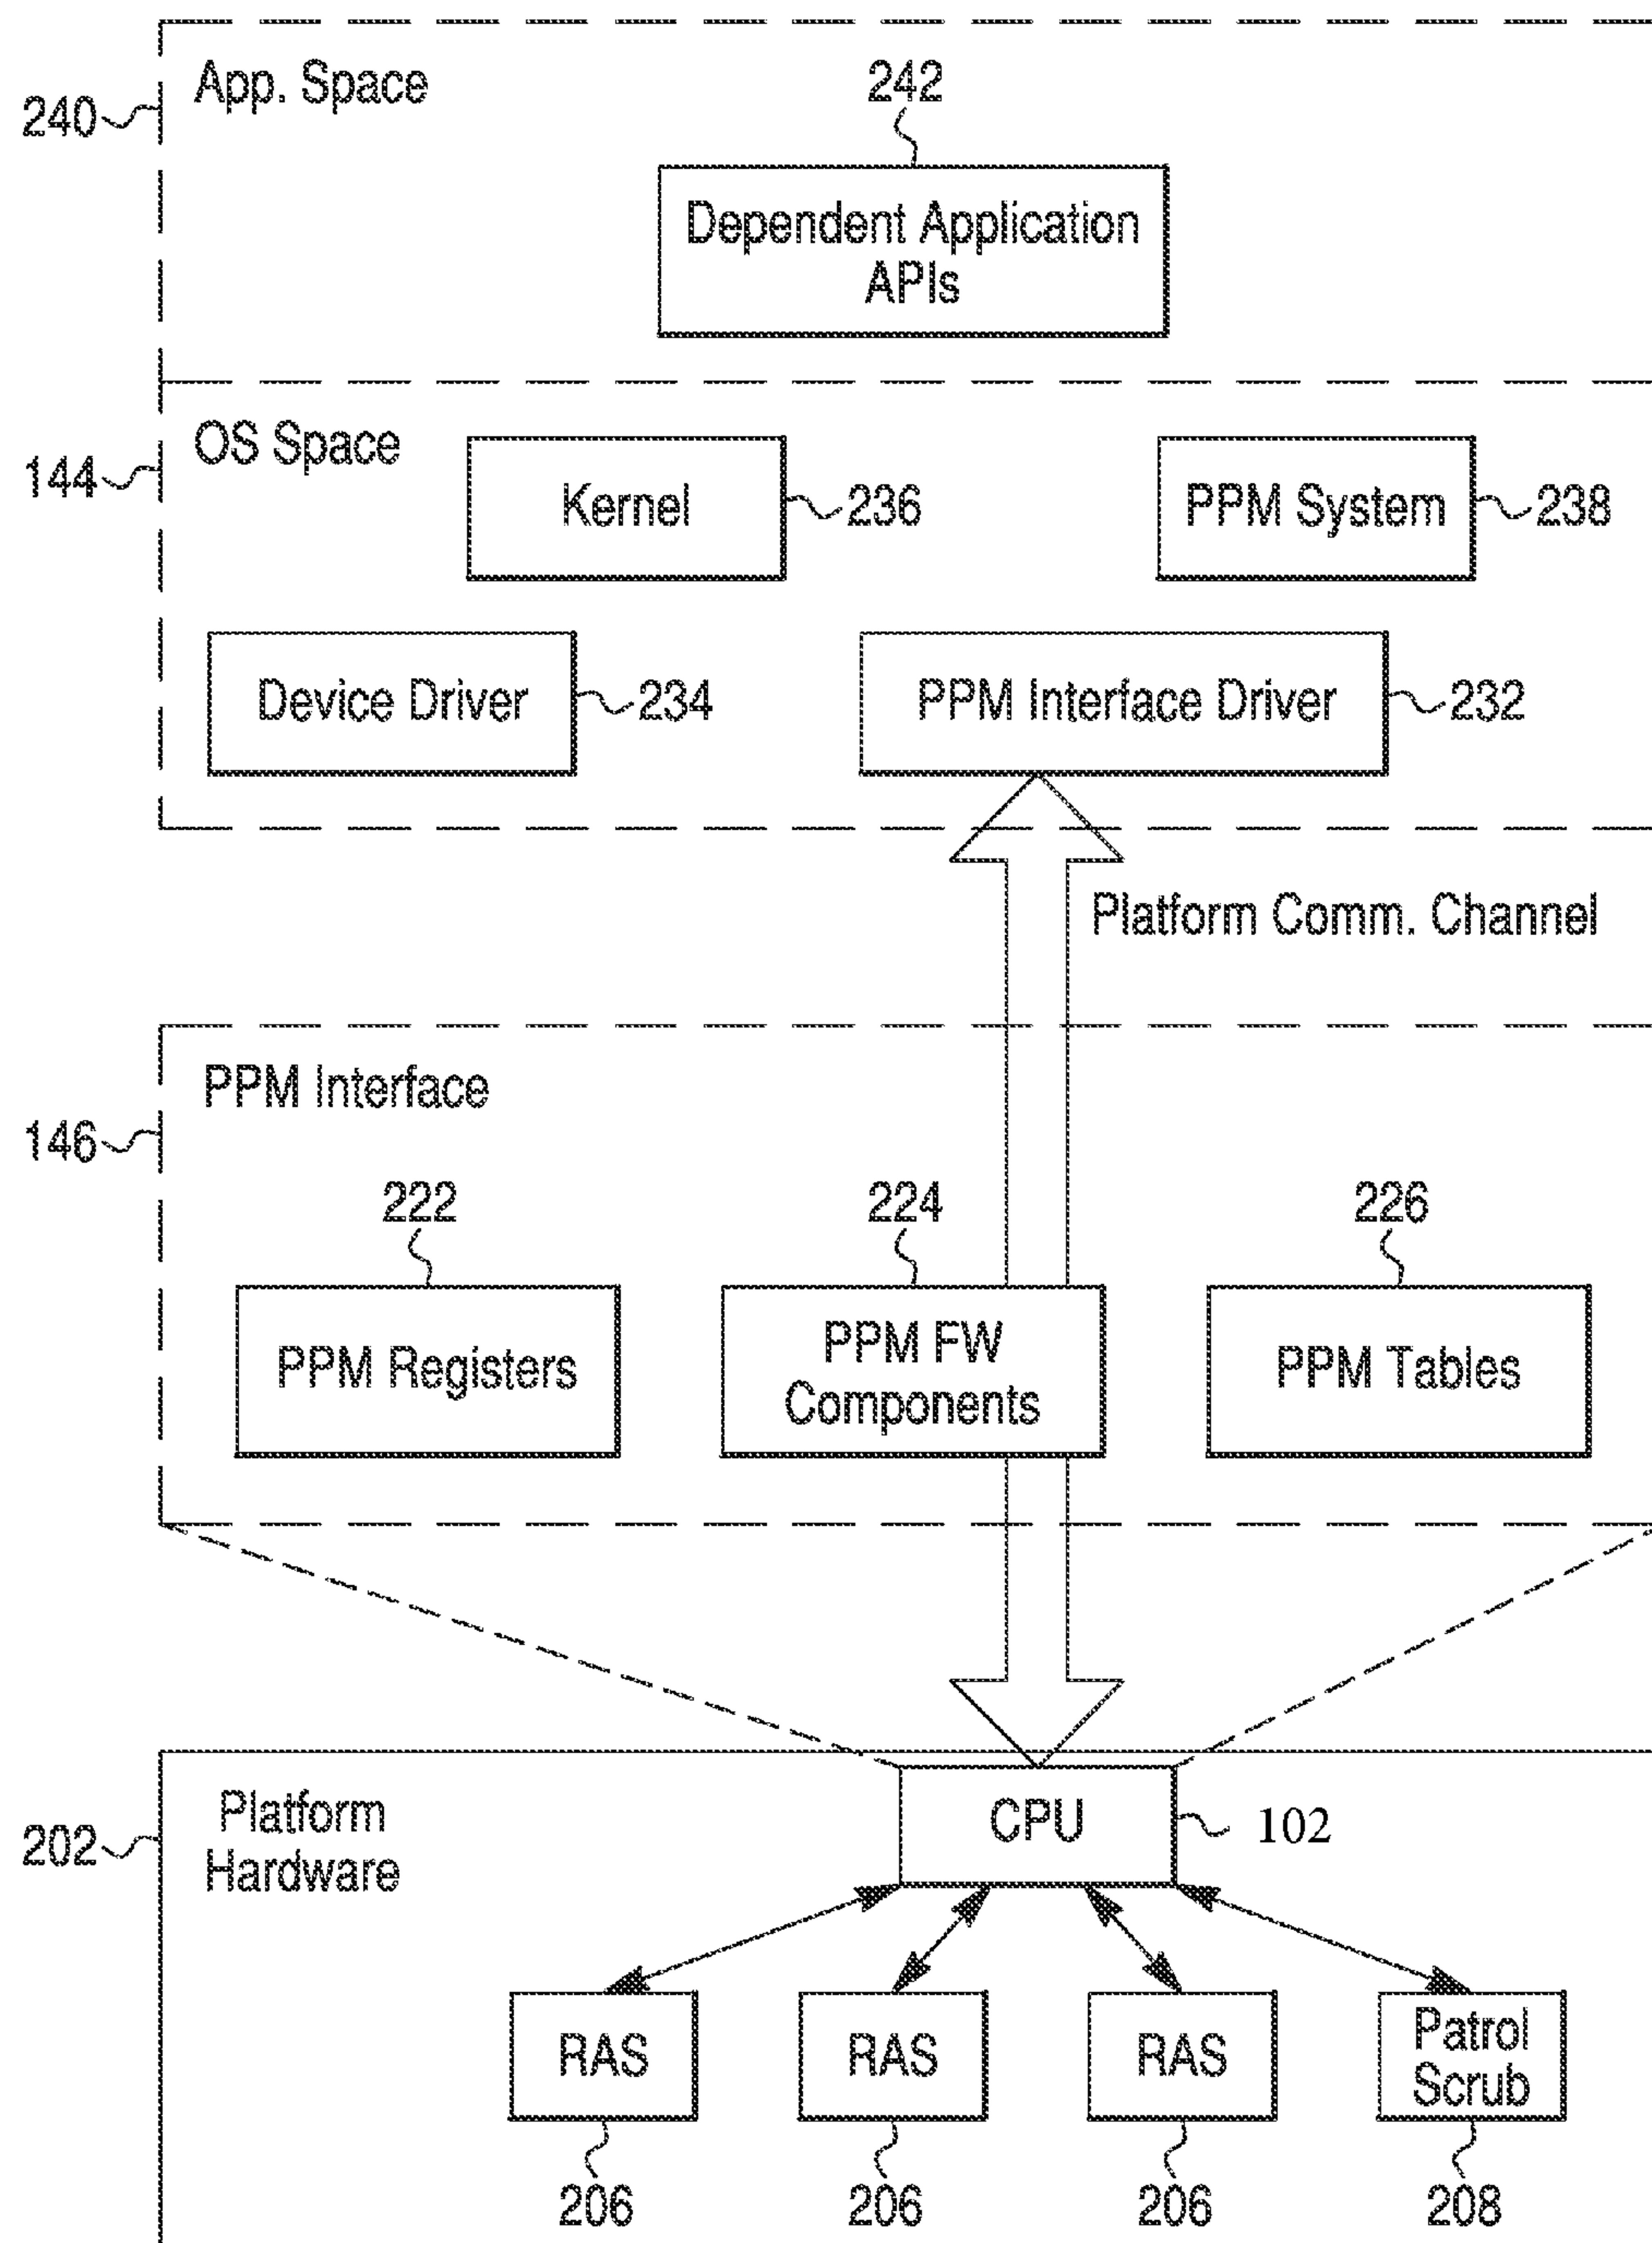 App. Space
240
242
Dependent Application
APIs
OS Space
144
Kernel
236
PPM System
238
Device Driver
234
PPM Interface Driver
232
Platform Comm. Channel
PPM Interface
146
222
224
226
PPM Registers
PPM FW
Components
PPM Tables
Platform
Hardware
202
CPU
102
RAS
RAS
RAS
Patrol
Scrub
206
206
206
208